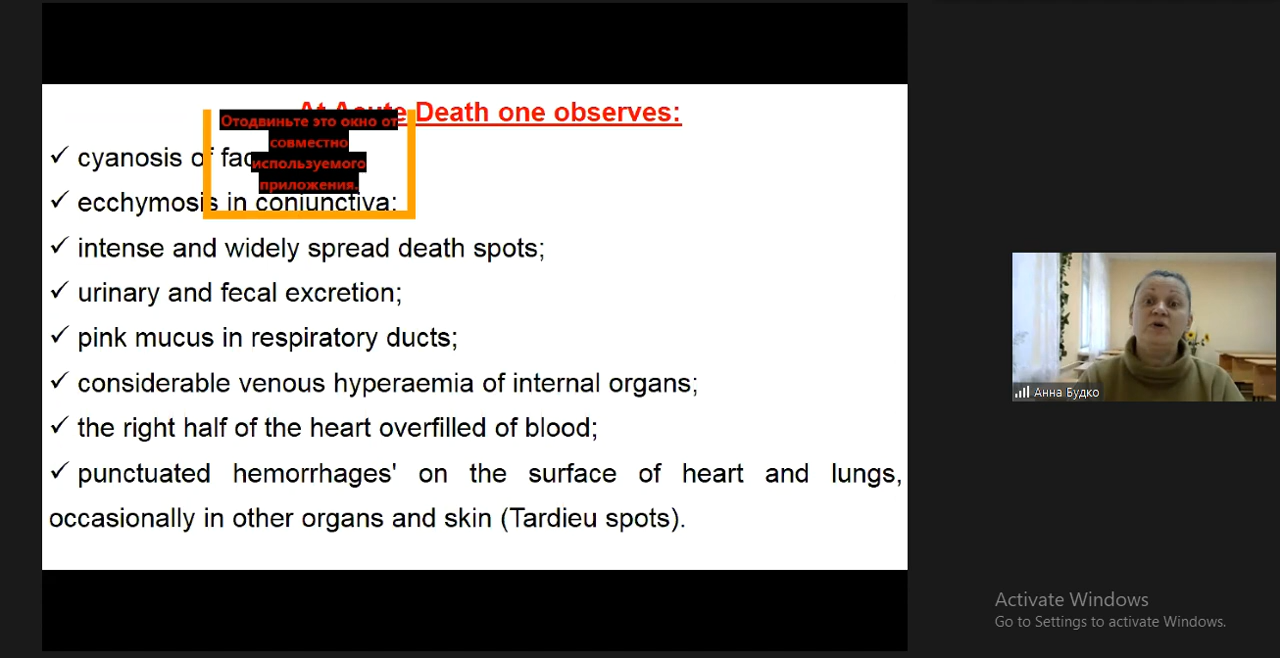 At Acute Death one observes:
Отодвиньте это окно от
совместно
используемого
приложения.
✓ cyanosis of
✓ ecchymosis in conjunctiva;
✓ intense and widely spread death spots;
✓ urinary and fecal excretion;
✓ pink mucus in respiratory ducts;
✓ considerable venous hyperaemia of internal organs;
✓ the right half of the heart overfilled of blood;
✓ punctuated hemorrhages' on the surface of heart and lungs,
occasionally in other organs and skin (Tardieu spots).
Анна Будко
Activate Windows
Go to Settings to activate Windows.